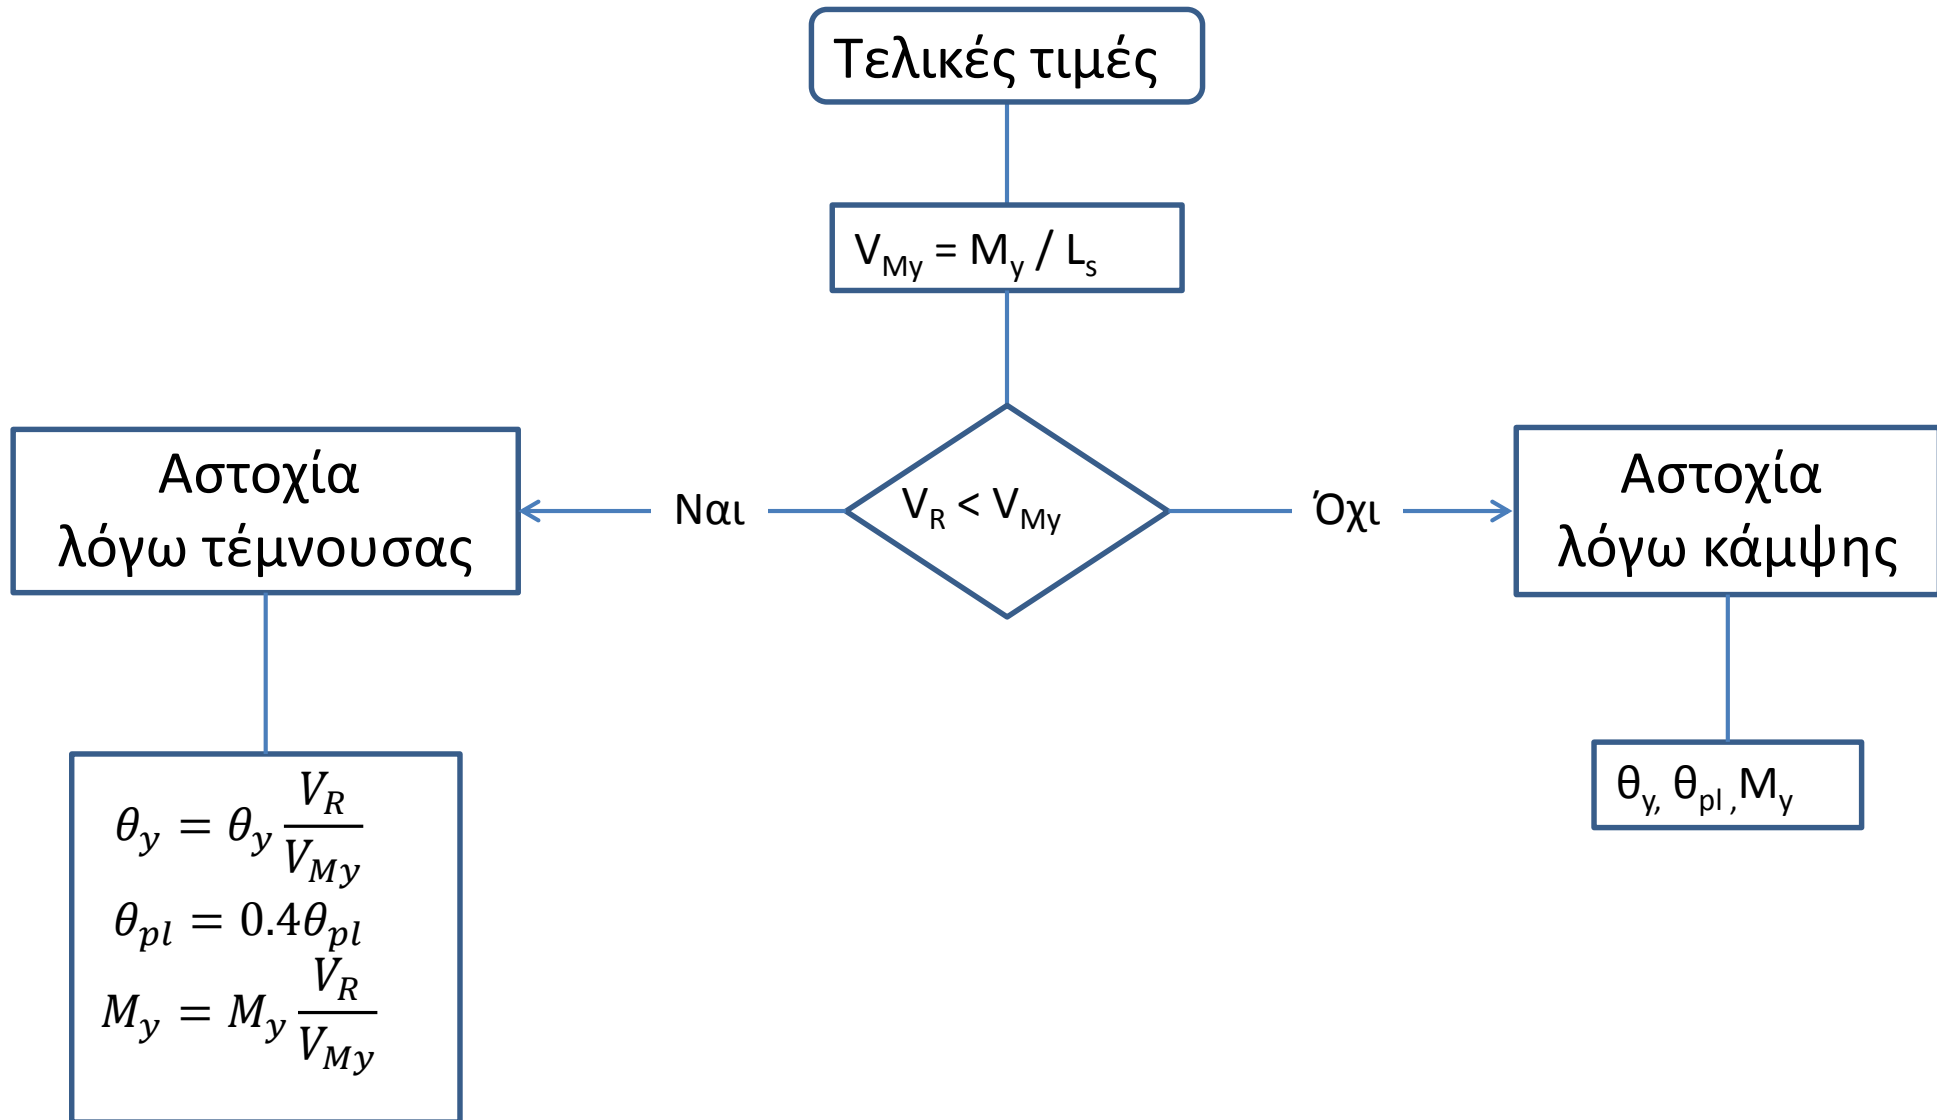 Τελικές τιμές
V_My = M_y / L_s
V_R < V_My
Ναι
Όχι
Αστοχία
λόγω τέμνουσας
Αστοχία
λόγω κάμψης
θ_y = θ_y V_R / V_My
θ_pl = 0.4θ_pl
M_y = M_y V_R / V_My
θ_y, θ_pl , M_y